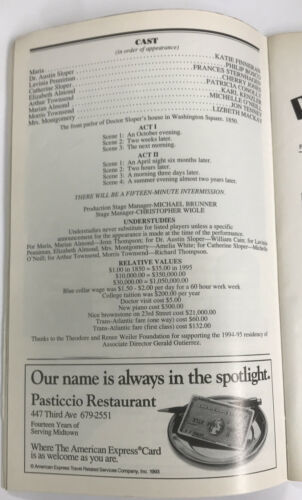 CAST
(in order of appearance)
Maria KATIE FINNERAN
Dr. Austin Sloper PHILIP BOSCO
Lavinia Penniman FRANCES STERNHAGEN
Catherine Sloper CHERRY JONES
Elizabeth Almond PATRICIA CONOLLY
Arthur Townsend KARL KENZLER
Marian Almond MICHELLE O'NEILL
Morris Townsend JON TENNEY
Mrs. Montgomery LIZBETH MACKAY
The front parlor of Doctor Sloper's house in Washington Square. 1850.
ACT I
Scene 1: An October evening.
Scene 2: Two weeks later.
Scene 3: The next morning.
ACT II
Scene 1: An April night six months later.
Scene 2: Two hours later.
Scene 3: A morning three days later.
Scene 4: A summer evening almost two years later.
THERE WILL BE A FIFTEEN-MINUTE INTERMISSION.
Production Stage Manager-MICHAEL BRUNNER
Stage Manager-CHRISTOPHER WIGLE
UNDERSTUDIES
Understudies never substitute for listed players unless a specific
announcement for the appearance is made at the time of the performance.
For Maria, Marian Almond—Jenn Thompson; for Dr. Austin Sloper—William Cain; for Lavinia
Penniman, Elizabeth Almond, Mrs. Montgomery—Amelia White; for Catherine Sloper—Michelle
O'Neill; for Arthur Townsend, Morris Townsend—Richard Thompson.
RELATIVE VALUES
$1.00 in 1850 = $35.00 in 1995
$10,000.00 = $350,000.00
$30,000.00 = $1,050,000.00
Blue collar wage was $1.50 - $2.00 per day for a 60-hour work week
College tuition was $200.00 per year
Doctor visit cost $5.00
New piano cost $300.00
Nice brownstone on 23rd Street cost $21,000.00
Trans-Atlantic fare (one way) cost $60.00
Trans-Atlantic fare (first class) cost $132.00
Thanks to the Theodore and Renee Weiler Foundation for supporting the 1994-95 residency of
Associate Director Gerald Gutierrez.
Our name is always in the spotlight.
Pasticcio Restaurant
447 Third Ave 679-2551
Fourteen Years of
Serving Midtown
Where The American Express® Card
is as welcome as you are.
© American Express Travel Related Services Company, Inc. 1993